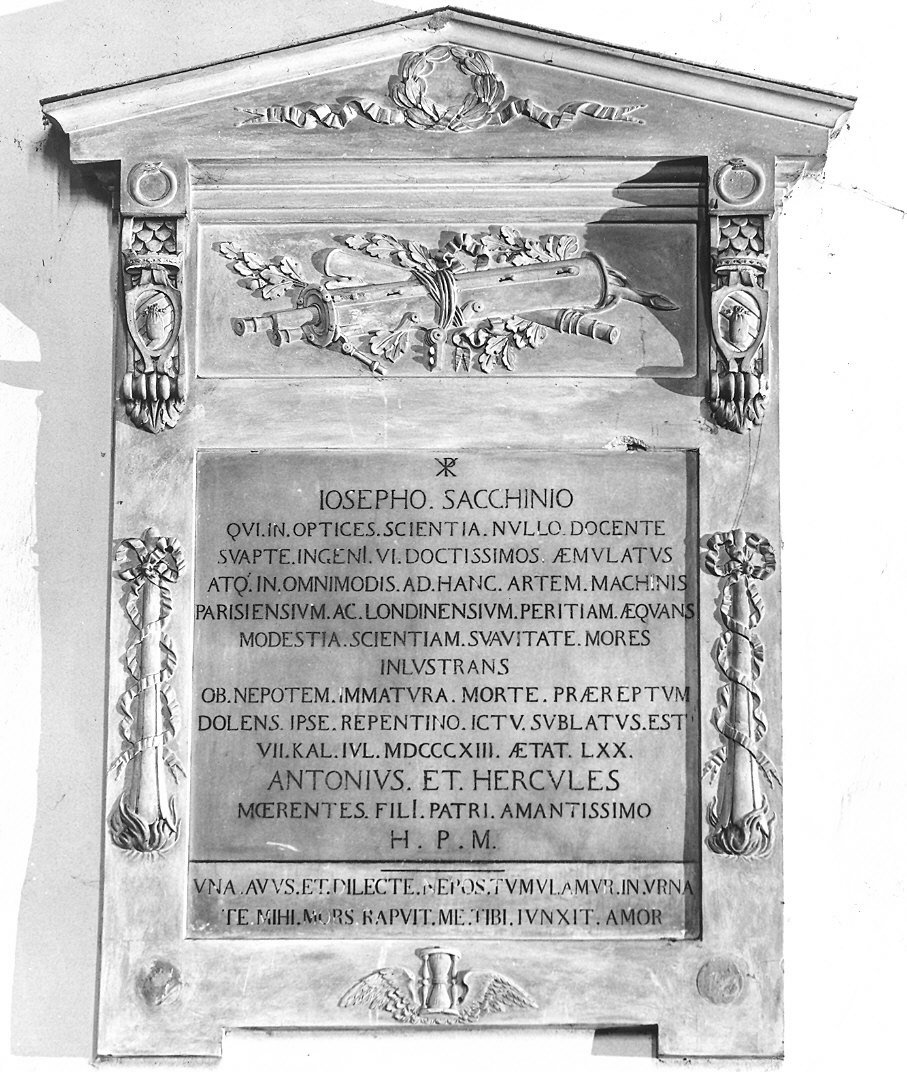 ☧
IOSEPHO. SACCHINIO
QVI.IN.OPTICES.SCIENTIA.NVLLO.DOCENTE
SVAPTE.INGENI.VI.DOCTISSIMOS.ÆMVLATVS
ATQ.IN.OMNIMODIS.AD.HANC.ARTEM.MACHINIS
PARISIENSIVM.AC.LONDINENSIVM.PERITIAM.ÆQVANS
MODESTIA.SCIENTIAM.SVAVITATE.MORES
INLVSTRANS
OB.NEPOTEM.IMMATVRA.MORTE.PRÆREPTVM
DOLENS.IPSE.REPENTINO.ICTV.SVBLATVS.EST
VII.KAL.IVL.MDCCCXIII.ÆTAT.LXX.
ANTONIVS.ET.HERCVLES
MŒRENTES.FILI.PATRI.AMANTISSIMO
H.P.M.
VNA.AVVS.ET.DILECTE.NEPOS.TVMVLAMVR.IN.VRNA
TE.MIHI.MORS RAPVIT.ME.TIBI.IVNXIT.AMOR